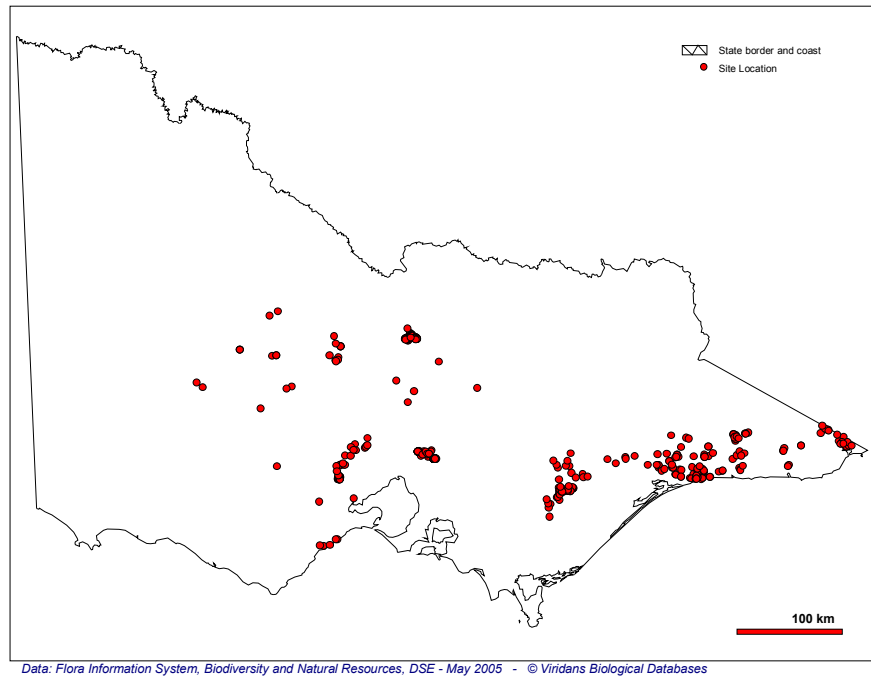 State border and coast
Site Location
100 km
Data: Flora Information System, Biodiversity and Natural Resources, DSE - May 2005 - © Viridans Biological Databases